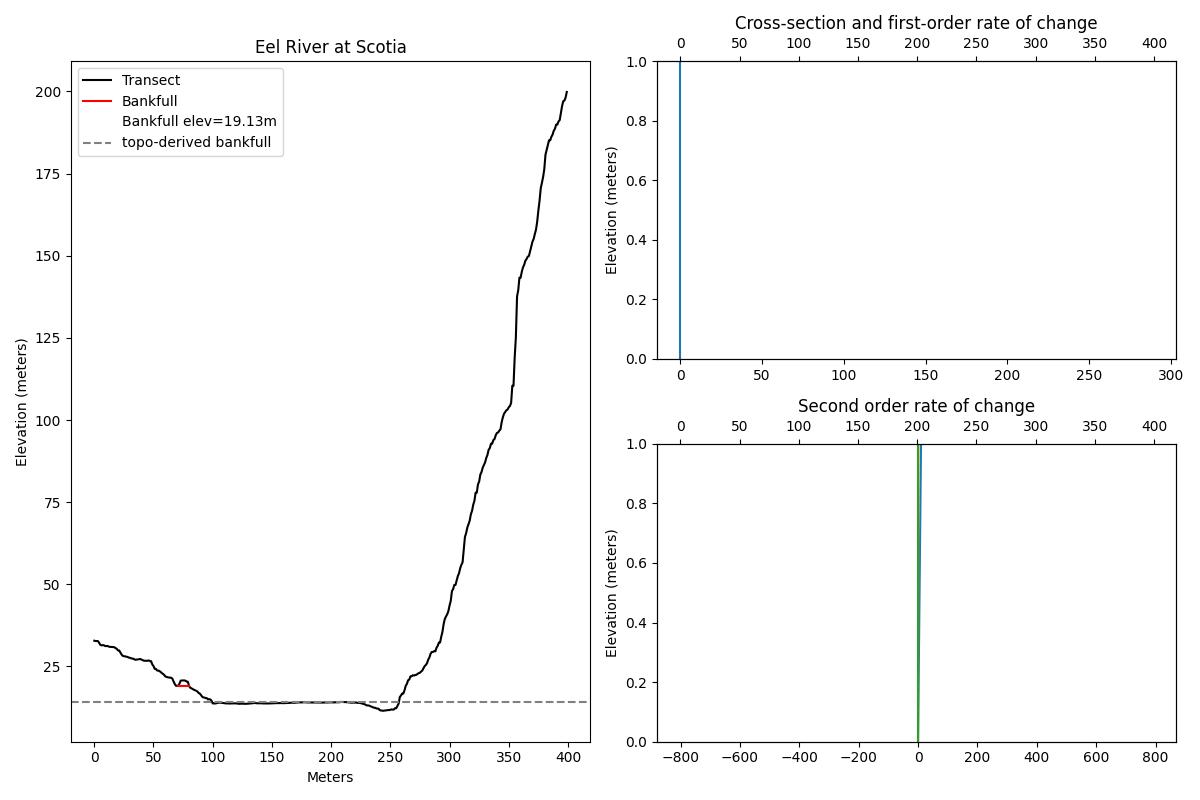 Eel River at Scotia
Transect
Bankfull
Bankfull elev=19.13m
topo-derived bankfull
200
175
150
125
100
75
50
25
Elevation (meters)
0 50 100 150 200 250 300 350 400
Meters
Cross-section and first-order rate of change
0 50 100 150 200 250 300 350 400
1.0
0.8
0.6
0.4
0.2
0.0
Elevation (meters)
0 50 100 150 200 250 300
Second order rate of change
0 50 100 150 200 250 300 350 400
1.0
0.8
0.6
0.4
0.2
0.0
Elevation (meters)
−800 −600 −400 −200 0 200 400 600 800